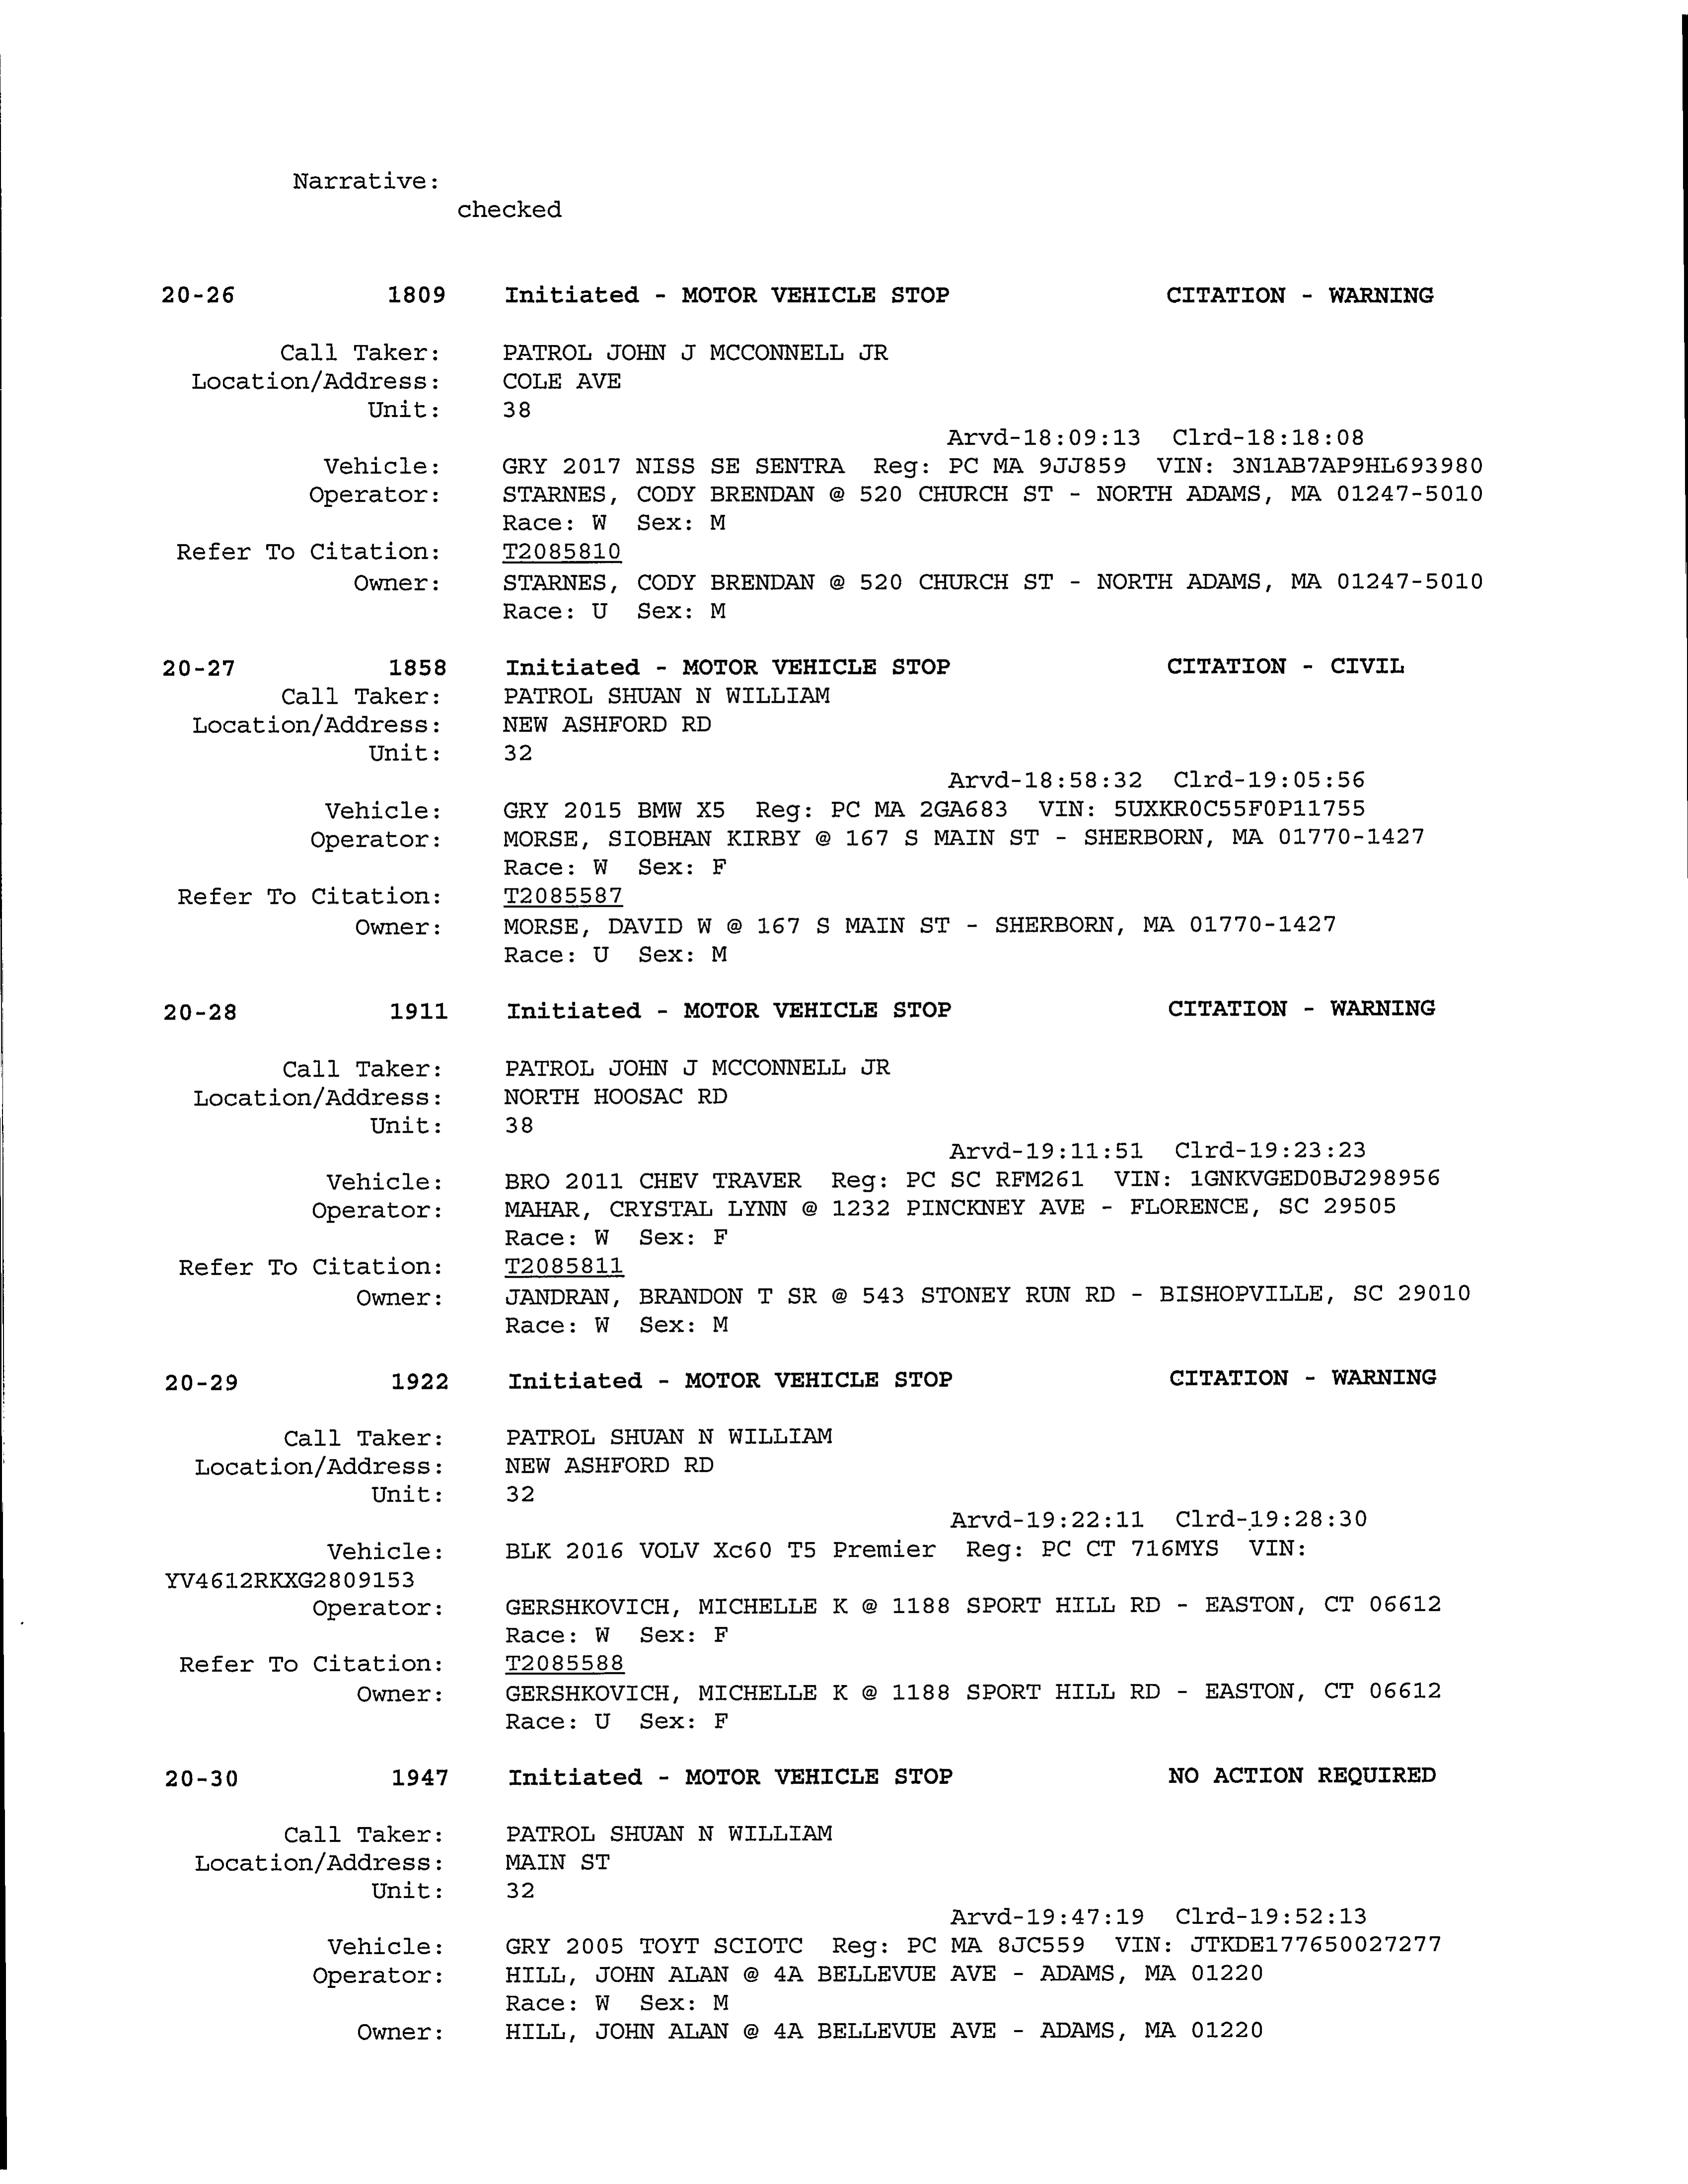 Narrative:
checked
20-26 1809 Initiated - MOTOR VEHICLE STOP CITATION - WARNING
Call Taker: PATROL JOHN J MCCONNELL JR
Location/Address: COLE AVE
Unit: 38
Arvd-18:09:13 Clrd-18:18:08
Vehicle: GRY 2017 NISS SE SENTRA Reg: PC MA 9JJ859 VIN: 3N1AB7AP9HL693980
Operator: STARNES, CODY BRENDAN @ 520 CHURCH ST - NORTH ADAMS, MA 01247-5010
Race: W Sex: M
Refer To Citation: T2085810
Owner: STARNES, CODY BRENDAN @ 520 CHURCH ST - NORTH ADAMS, MA 01247-5010
Race: U Sex: M
20-27 1858 Initiated - MOTOR VEHICLE STOP CITATION - CIVIL
Call Taker: PATROL SHUAN N WILLIAM
Location/Address: NEW ASHFORD RD
Unit: 32
Arvd-18:58:32 Clrd-19:05:56
Vehicle: GRY 2015 BMW X5 Reg: PC MA 2GA683 VIN: 5UXKR0C55F0P11755
Operator: MORSE, SIOBHAN KIRBY @ 167 S MAIN ST - SHERBORN, MA 01770-1427
Race: W Sex: F
Refer To Citation: T2085587
Owner: MORSE, DAVID W @ 167 S MAIN ST - SHERBORN, MA 01770-1427
Race: U Sex: M
20-28 1911 Initiated - MOTOR VEHICLE STOP CITATION - WARNING
Call Taker: PATROL JOHN J MCCONNELL JR
Location/Address: NORTH HOOSAC RD
Unit: 38
Arvd-19:11:51 Clrd-19:23:23
Vehicle: BRO 2011 CHEV TRAVER Reg: PC SC RFM261 VIN: 1GNKVGED0BJ298956
Operator: MAHAR, CRYSTAL LYNN @ 1232 PINCKNEY AVE - FLORENCE, SC 29505
Race: W Sex: F
Refer To Citation: T2085811
Owner: JANDRAN, BRANDON T SR @ 543 STONEY RUN RD - BISHOPVILLE, SC 29010
Race: W Sex: M
20-29 1922 Initiated - MOTOR VEHICLE STOP CITATION - WARNING
Call Taker: PATROL SHUAN N WILLIAM
Location/Address: NEW ASHFORD RD
Unit: 32
Arvd-19:22:11 Clrd-19:28:30
Vehicle: BLK 2016 VOLV Xc60 T5 Premier Reg: PC CT 716MYS VIN:
YV4612RKXG2809153
Operator: GERSHKOVICH, MICHELLE K @ 1188 SPORT HILL RD - EASTON, CT 06612
Race: W Sex: F
Refer To Citation: T2085588
Owner: GERSHKOVICH, MICHELLE K @ 1188 SPORT HILL RD - EASTON, CT 06612
Race: U Sex: F
20-30 1947 Initiated - MOTOR VEHICLE STOP NO ACTION REQUIRED
Call Taker: PATROL SHUAN N WILLIAM
Location/Address: MAIN ST
Unit: 32
Arvd-19:47:19 Clrd-19:52:13
Vehicle: GRY 2005 TOYT SCIOTC Reg: PC MA 8JC559 VIN: JTKDE177650027277
Operator: HILL, JOHN ALAN @ 4A BELLEVUE AVE - ADAMS, MA 01220
Race: W Sex: M
Owner: HILL, JOHN ALAN @ 4A BELLEVUE AVE - ADAMS, MA 01220